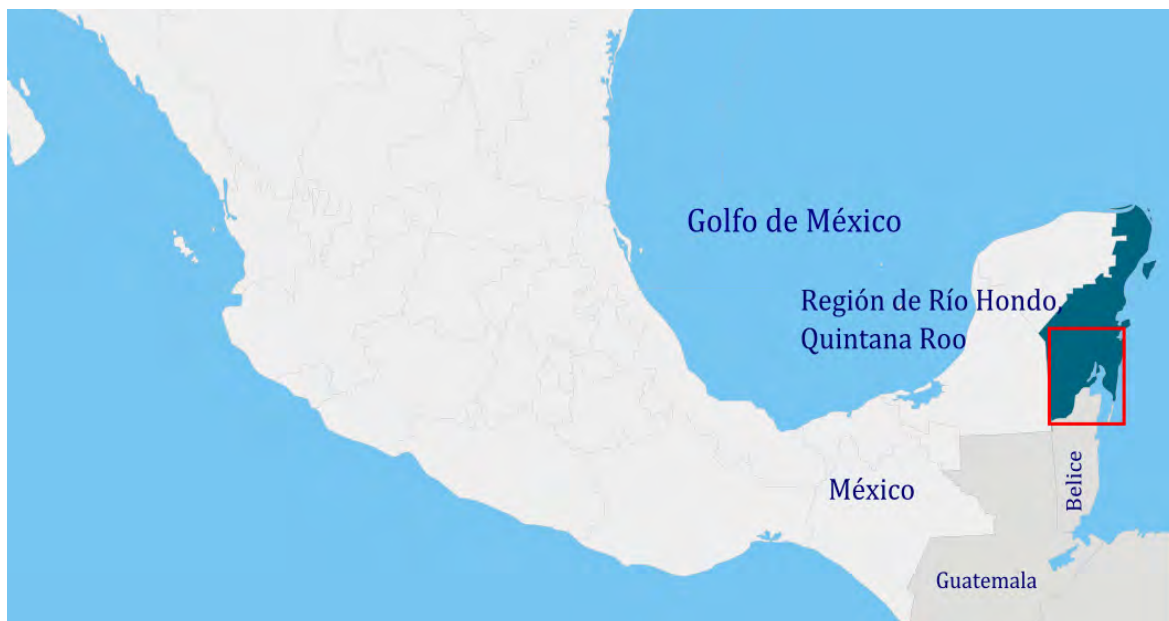 Golfo de México
Región de Río Hondo,
Quintana Roo
México
Belice
Guatemala